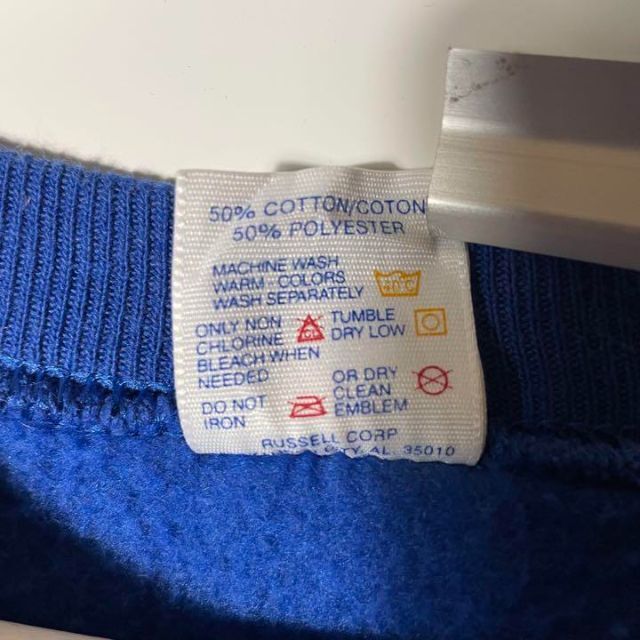 50% COTTON/COTON
50% POLYESTER
MACHINE WASH
WARM - COLORS
WASH SEPARATELY
ONLY NON
CHLORINE
BLEACH WHEN
NEEDED
TUMBLE
DRY LOW
DO NOT
IRON
OR DRY
CLEAN
EMBLEM
RUSSELL CORP
CITY, AL 35010